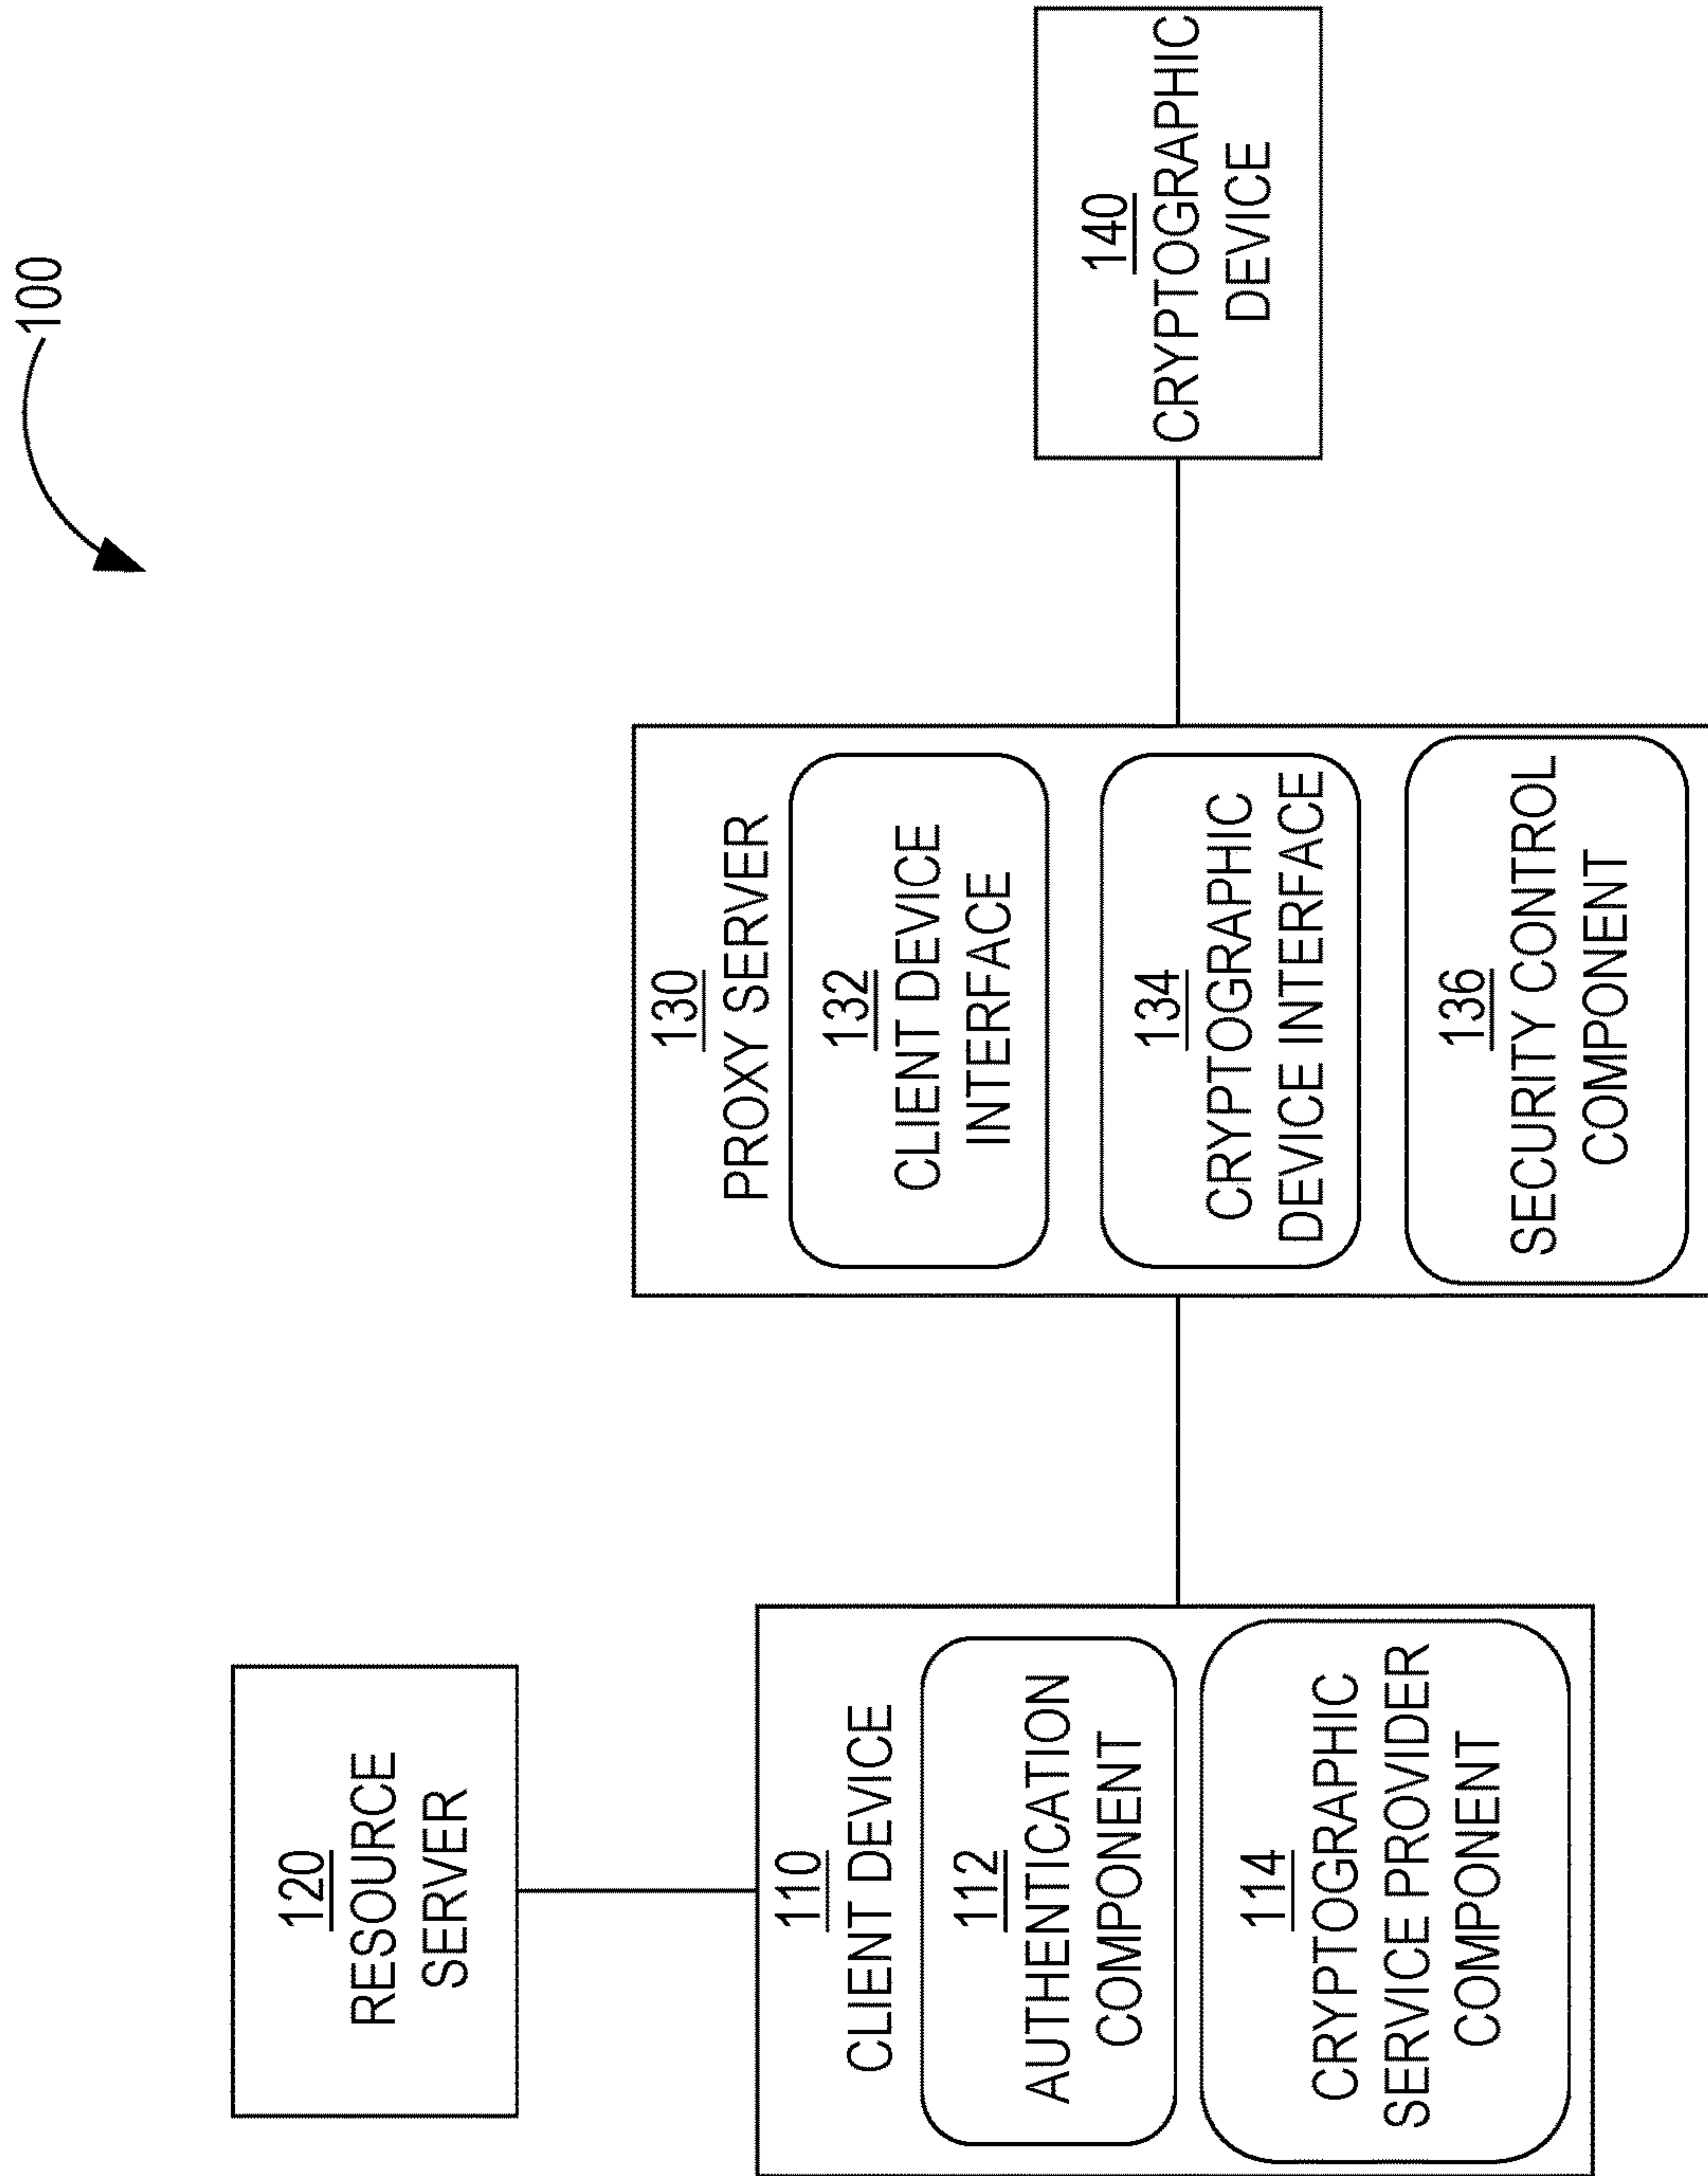 100
120
RESOURCE
SERVER
110
CLIENT DEVICE
112
AUTHENTICATION
COMPONENT
114
CRYPTOGRAPHIC
SERVICE PROVIDER
COMPONENT
130
PROXY SERVER
132
CLIENT DEVICE
INTERFACE
134
CRYPTOGRAPHIC
DEVICE INTERFACE
136
SECURITY CONTROL
COMPONENT
140
CRYPTOGRAPHIC
DEVICE